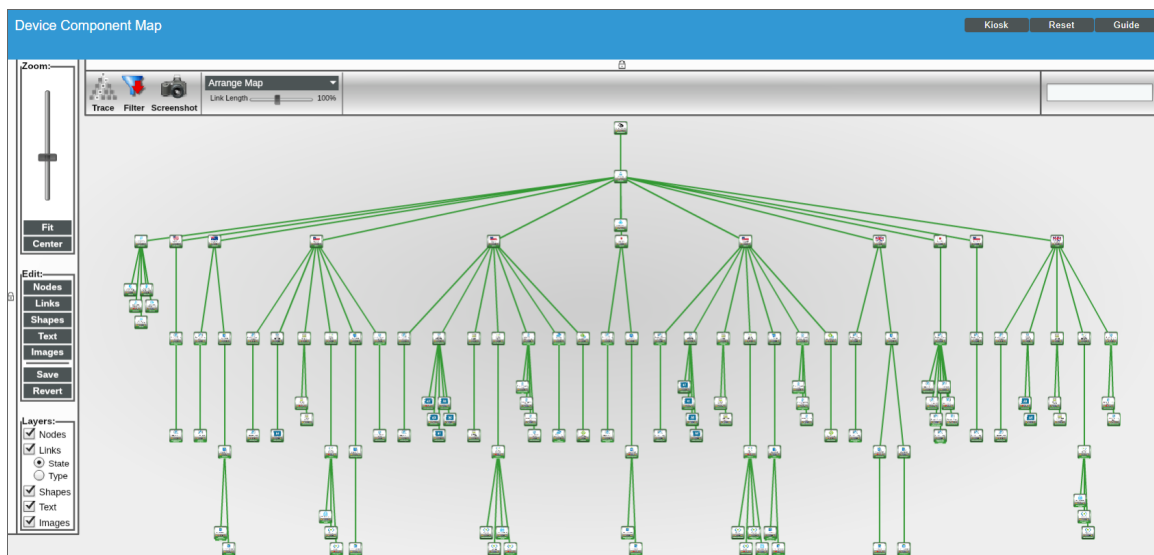 Device Component Map
Kiosk
Reset
Guide
Zoom:
Fit
Center
Edit:
Nodes
Links
Shapes
Text
Images
Save
Revert
Layers:
Nodes
Links
State
Type
Shapes
Text
Images
Trace
Filter
Screenshot
Arrange Map
Link Length
100%